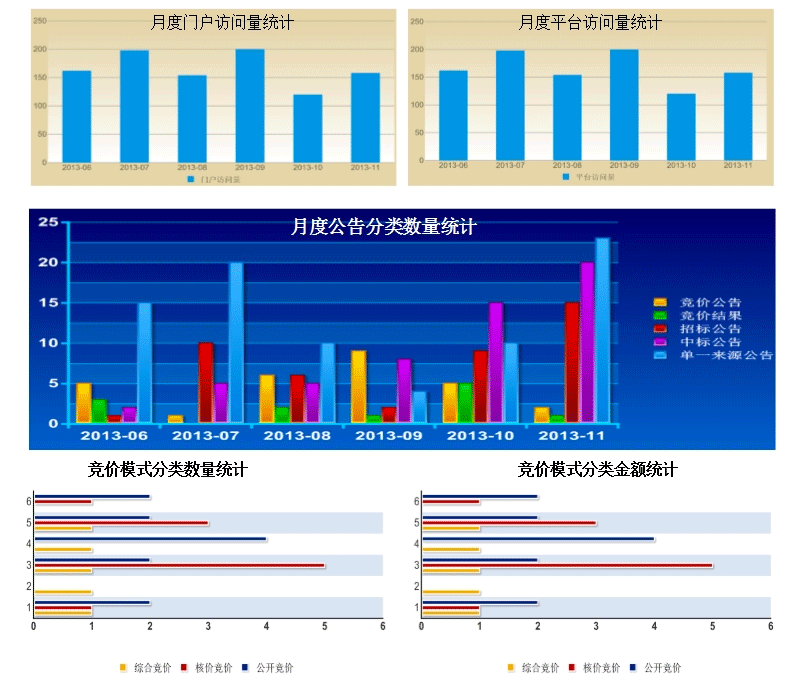 月度门户访问量统计
250
200
150
100
50
0
2013-06 2013-07 2013-08 2013-09 2013-10 2013-11
门户访问量
月度平台访问量统计
250
200
150
100
50
0
2013-06 2013-07 2013-08 2013-09 2013-10 2013-11
平台访问量
月度公告分类数量统计
25
20
15
10
5
0
2013-06 2013-07 2013-08 2013-09 2013-10 2013-11
竞价公告
竞价结果
招标公告
中标公告
单一来源公告
竞价模式分类数量统计
6
5
4
3
2
1
0 1 2 3 4 5 6
综合竞价 核价竞价 公开竞价
竞价模式分类金额统计
6
5
4
3
2
1
0 1 2 3 4 5 6
综合竞价 核价竞价 公开竞价